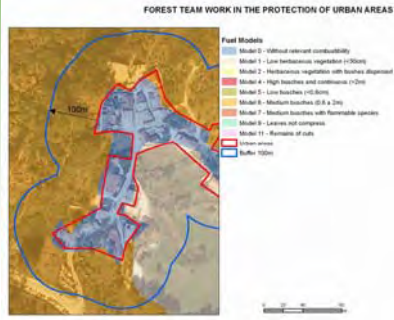 FOREST TEAM WORK IN THE PROTECTION OF URBAN AREAS
100m
Fuel Models
Model 0 - Without relevant combustibility
Model 1 - Low herbaceous vegetation (<50cm)
Model 2 - Herbaceous vegetation with bushes dispersed
Model 4 - High bushes and continuous (>2m)
Model 5 - Low bushes (<0,6cm)
Model 6 - Medium bushes (0,6 a 2m)
Model 7 - Medium bushes with flammable species
Model 8 - Leaves not compress
Model 11 - Remains of cuts
Urban areas
Buffer 100m